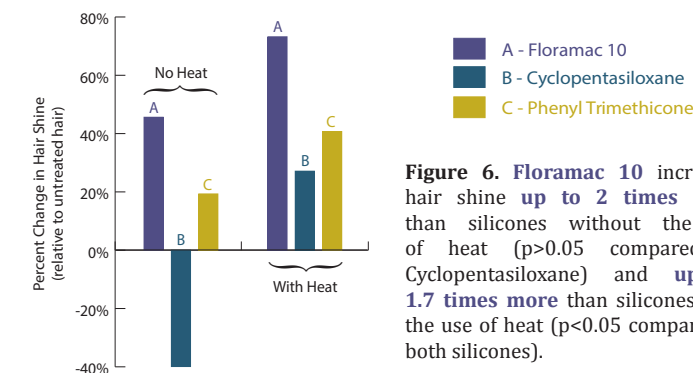 80%
60%
40%
20%
0%
-20%
-40%
Percent Change in Hair Shine
(relative to untreated hair)
No Heat
A
B
C
A
B
C
With Heat
A - Floramac 10
B - Cyclopentasiloxane
C - Phenyl Trimethicone
Figure 6. Floramac 10 incr
hair shine up to 2 times
than silicones without the
of heat (p>0.05 compared
Cyclopentasiloxane) and up
1.7 times more than silicones
the use of heat (p<0.05 compar
both silicones).